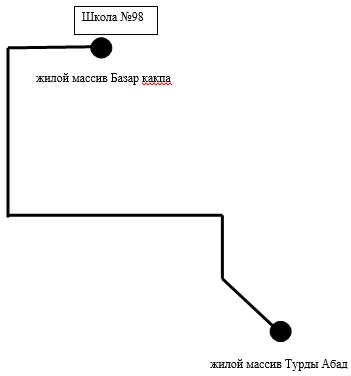 Школа №98
жилой массив Базар какпа
жилой массив Турды Абад